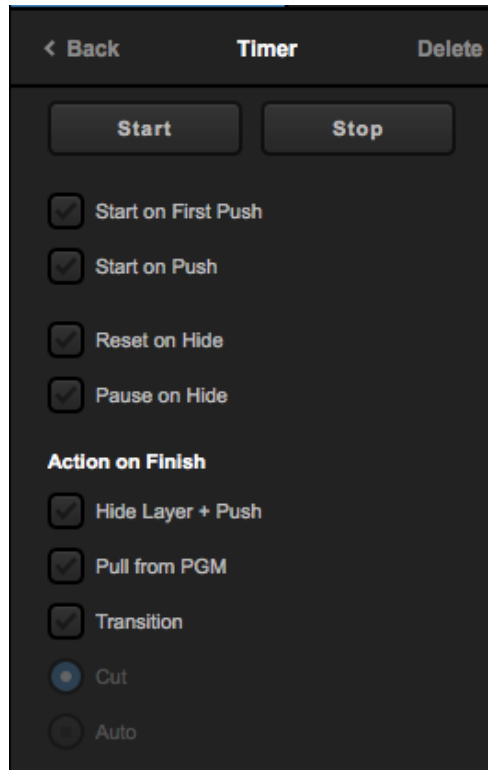 < Back Timer Delete
Start Stop
Start on First Push
Start on Push
Reset on Hide
Pause on Hide
Action on Finish
Hide Layer + Push
Pull from PGM
Transition
Cut
Auto